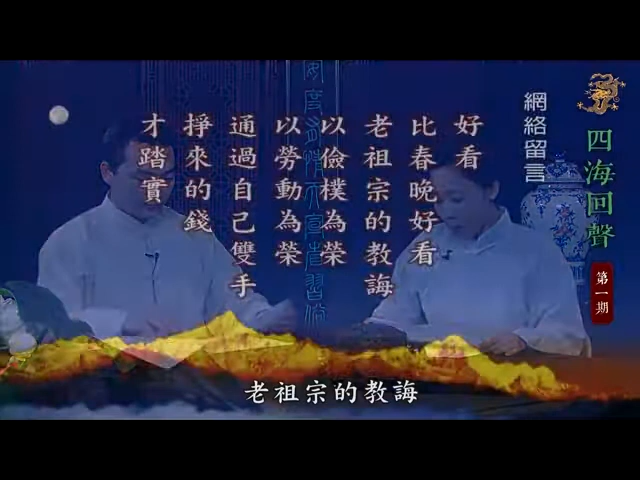 四海回聲
第一期
網絡留言
好看
比春晚好看
老祖宗的教誨
以儉樸為榮
以勞動為榮
通過自己雙手
掙來的錢
才踏實
老祖宗的教誨